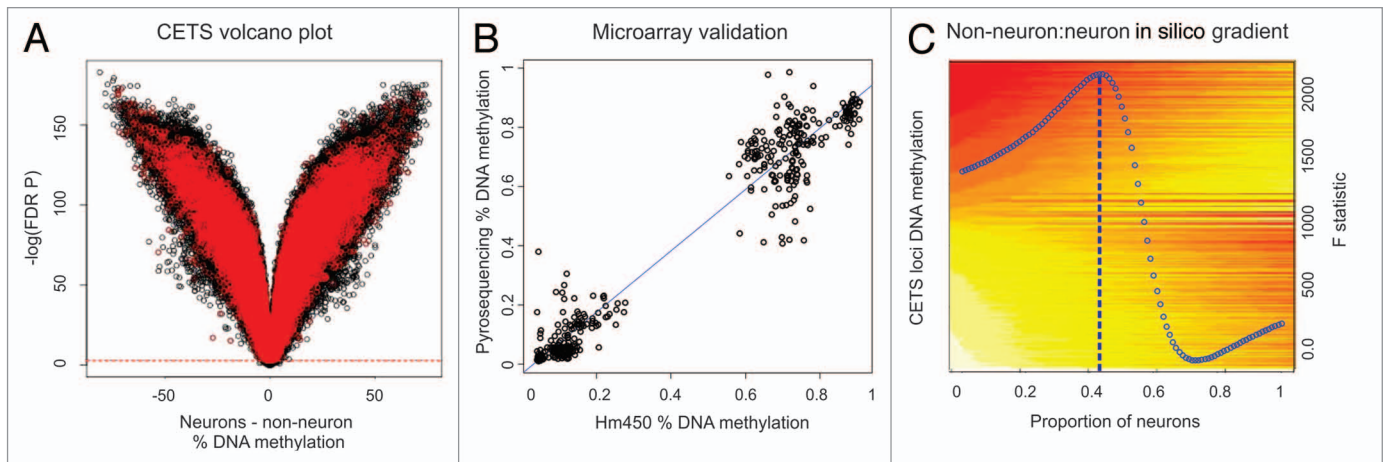 A
CETS volcano plot
-log(FDR P)
150
100
50
0
-50
0
50
Neurons - non-neuron
% DNA methylation
B
Microarray validation
Pyrosequencing % DNA metylation
1
0.8
0.6
0.4
0.2
0
0
0.2
0.4
0.6
0.8
1
Hm450 % DNA methylation
C
Non-neuron:neuron in silico gradient
CETS loci DNA methylation
2000
1500
1000
500
0.0
F statistic
0
0.2
0.4
0.6
0.8
1
Proportion of neurons